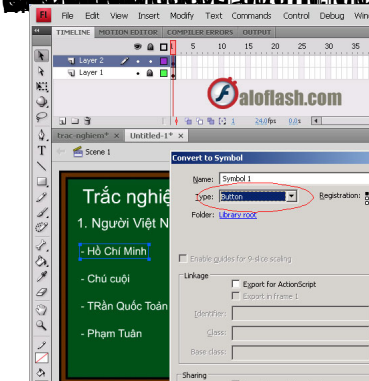 Fl File Edit View Insert Modify Text Commands Control Debug
TIMELINE MOTION EDITOR COMPILER ERRORS OUTPUT
1 5 10 15 20 25 30 35
Layer 2
Layer 1
aloflash.com
1 24.0fps 0.0s
trac-nghiem* × Untitled-1* ×
Scene 1
Convert to Symbol
Name: Symbol 1
Type: Button Registration:
Folder: Library root
Enable guides for 9-slice scaling
Linkage
Export for ActionScript
Export in frame 1
Identifier:
Class:
Base class:
Sharing
Trắc nghiệ
1. Người Việt N
- Hồ Chí Minh
- Chú cuội
- TRần Quốc Toản
- Phạm Tuân